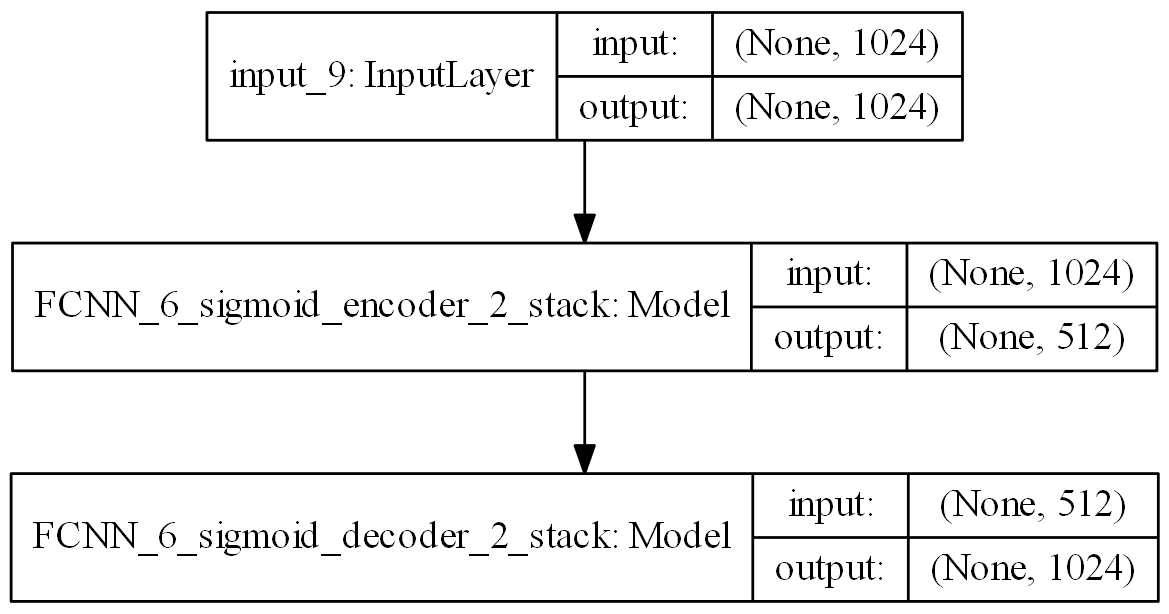 input_9: InputLayer
input:
(None, 1024)
output:
(None, 1024)
FCNN_6_sigmoid_encoder_2_stack: Model
input:
(None, 1024)
output:
(None, 512)
FCNN_6_sigmoid_decoder_2_stack: Model
input:
(None, 512)
output:
(None, 1024)